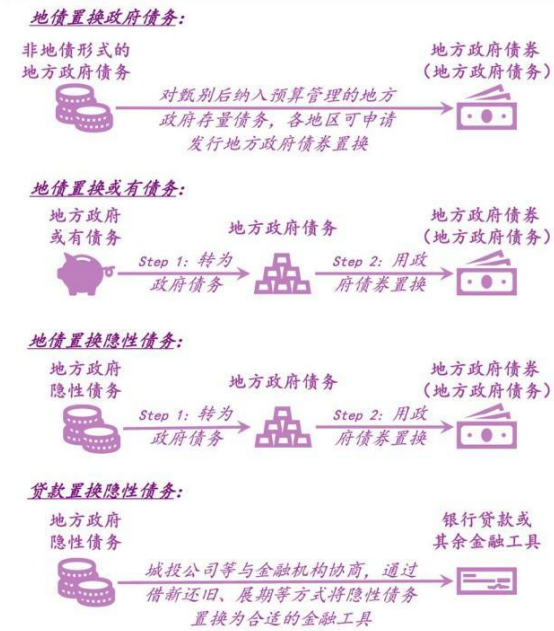 地债置换政府债务:
非地债形式的
地方政府债务
地方政府债券
(地方政府债务)
对甄别后纳入预算管理的地方
政府存量债务，各地区可申请
发行地方政府债券置换
地债置换或有债务:
地方政府
或有债务
地方政府债务
地方政府债券
(地方政府债务)
Step 1: 转为
政府债务
Step 2: 用政
府债券置换
地债置换隐性债务:
地方政府
隐性债务
地方政府债务
地方政府债券
(地方政府债务)
Step 1: 转为
政府债务
Step 2: 用政
府债券置换
贷款置换隐性债务:
地方政府
隐性债务
银行贷款或
其余金融工具
城投公司等与金融机构协商，通过
借新还旧、展期等方式将隐性债务
置换为合适的金融工具